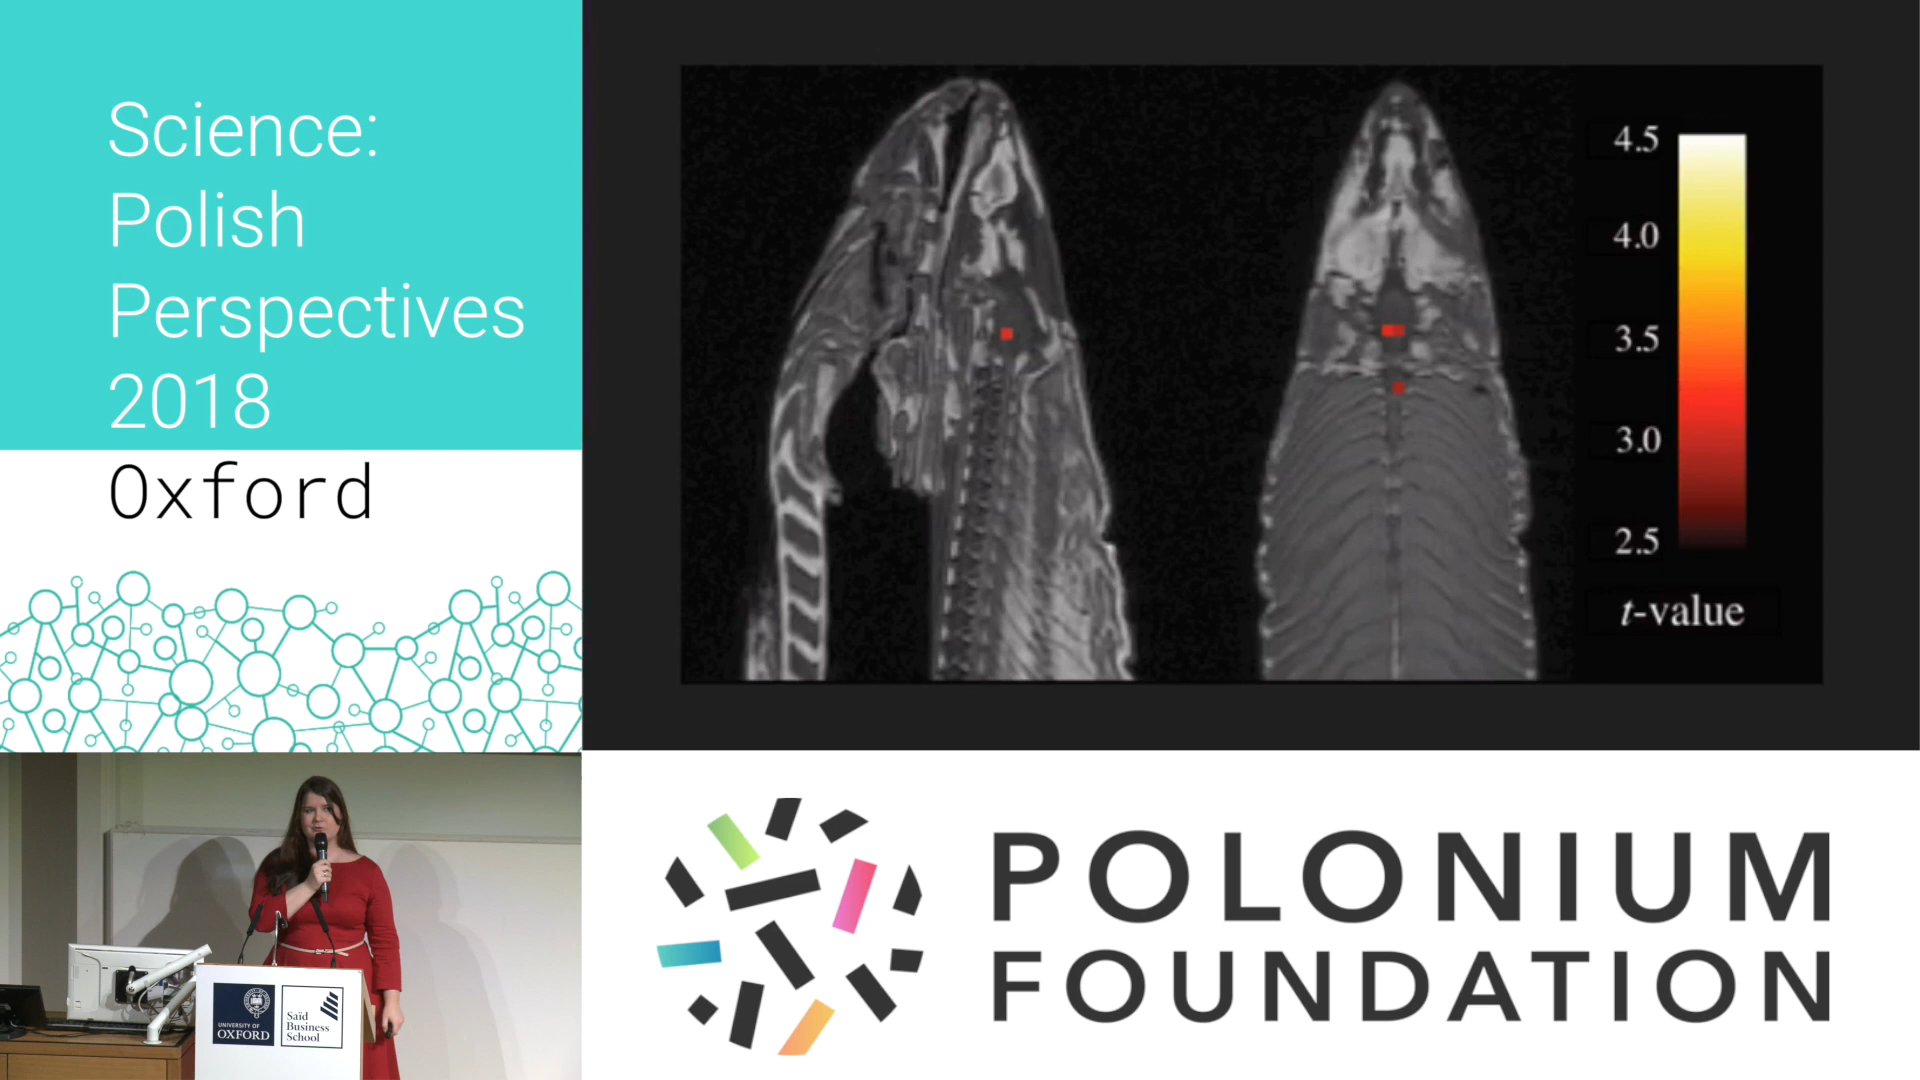 Science:
Polish
Perspectives
2018
Oxford
4.5
4.0
3.5
3.0
2.5
t-value
UNIVERSITY OF
OXFORD
Saïd
Business
School
POLONIUM
FOUNDATION